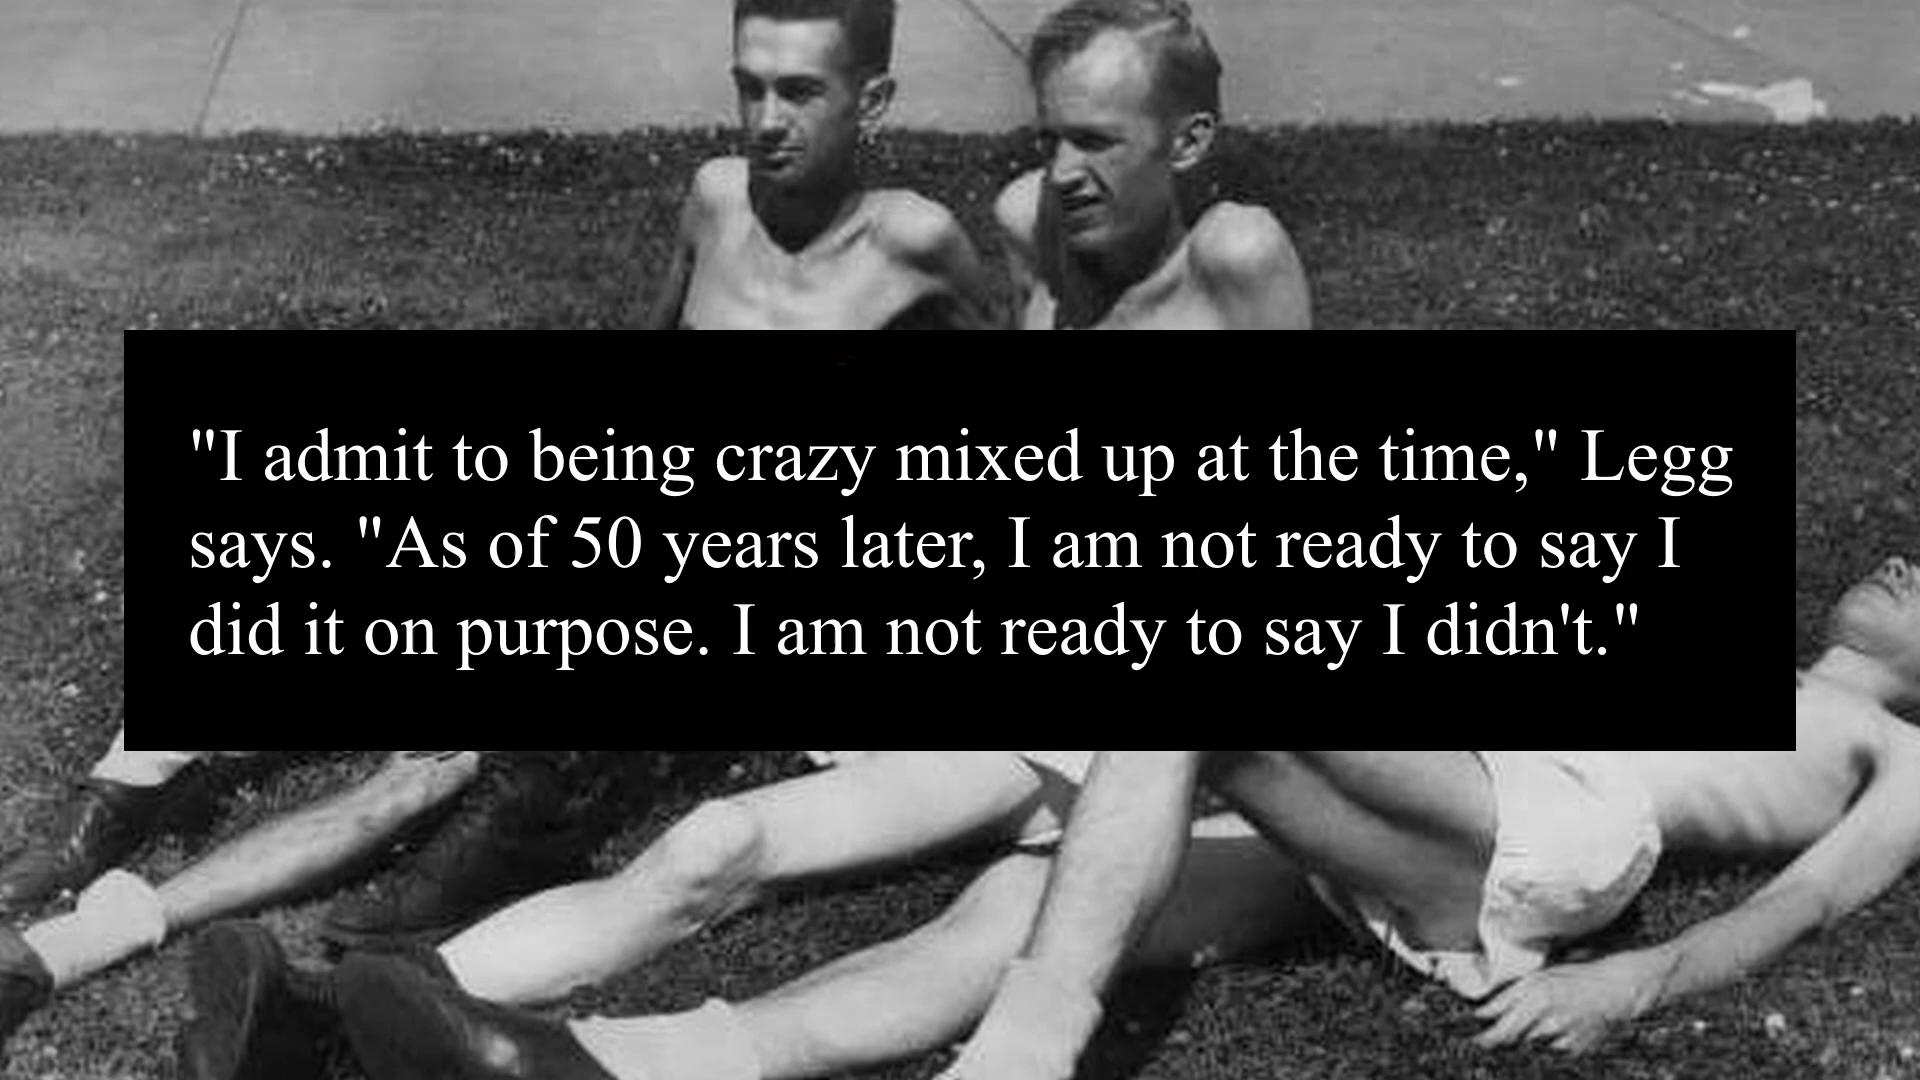 "I admit to being crazy mixed up at the time," Legg
says. "As of 50 years later, I am not ready to say I
did it on purpose. I am not ready to say I didn't."